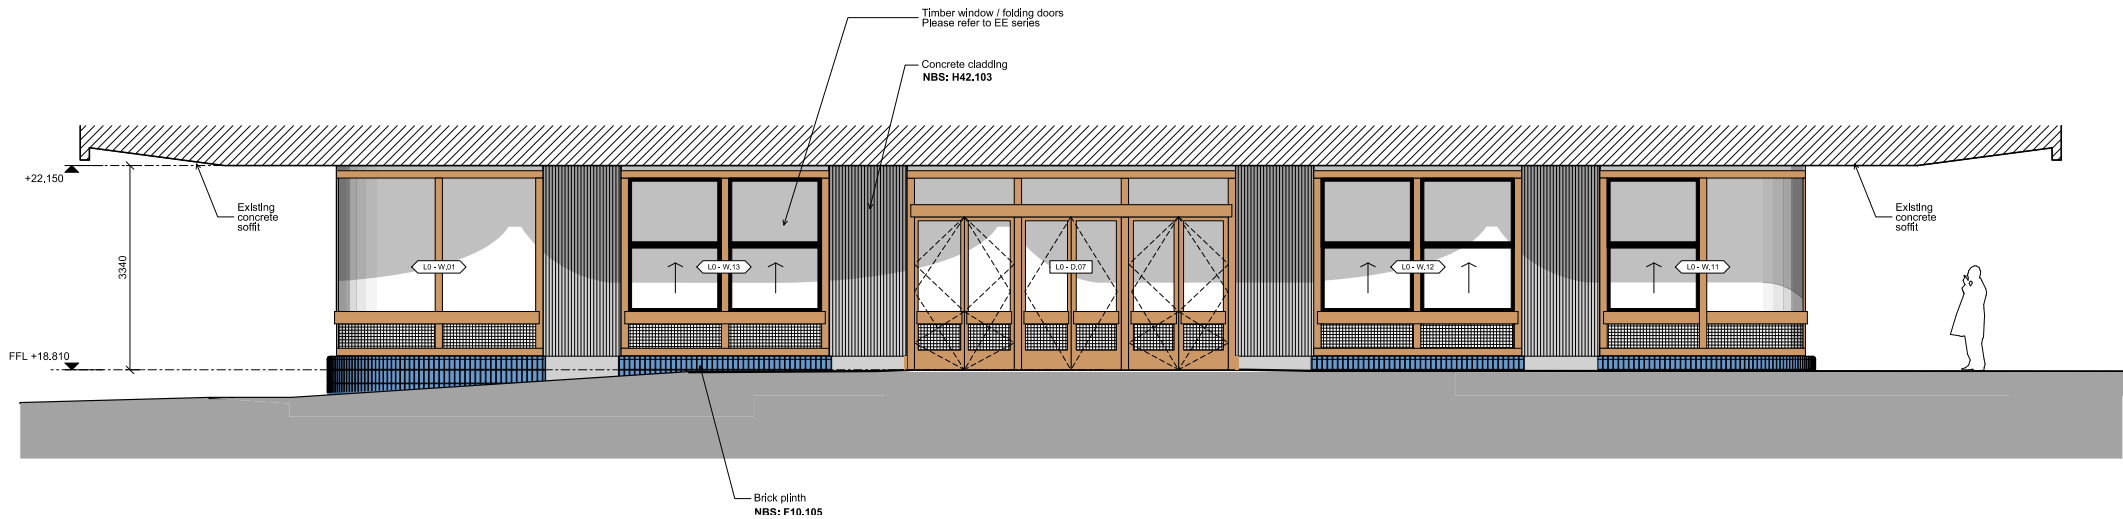 Timber window / folding doors
Please refer to EE series
Concrete cladding
NBS: H42.103
+22,150
Existing
concrete
soffit
Existing
concrete
soffit
3340
L0 - W.01
L0 - W.13
L0 - D.07
L0 - W.12
L0 - W.11
FFL +18.810
Brick plinth
NBS: F10.105